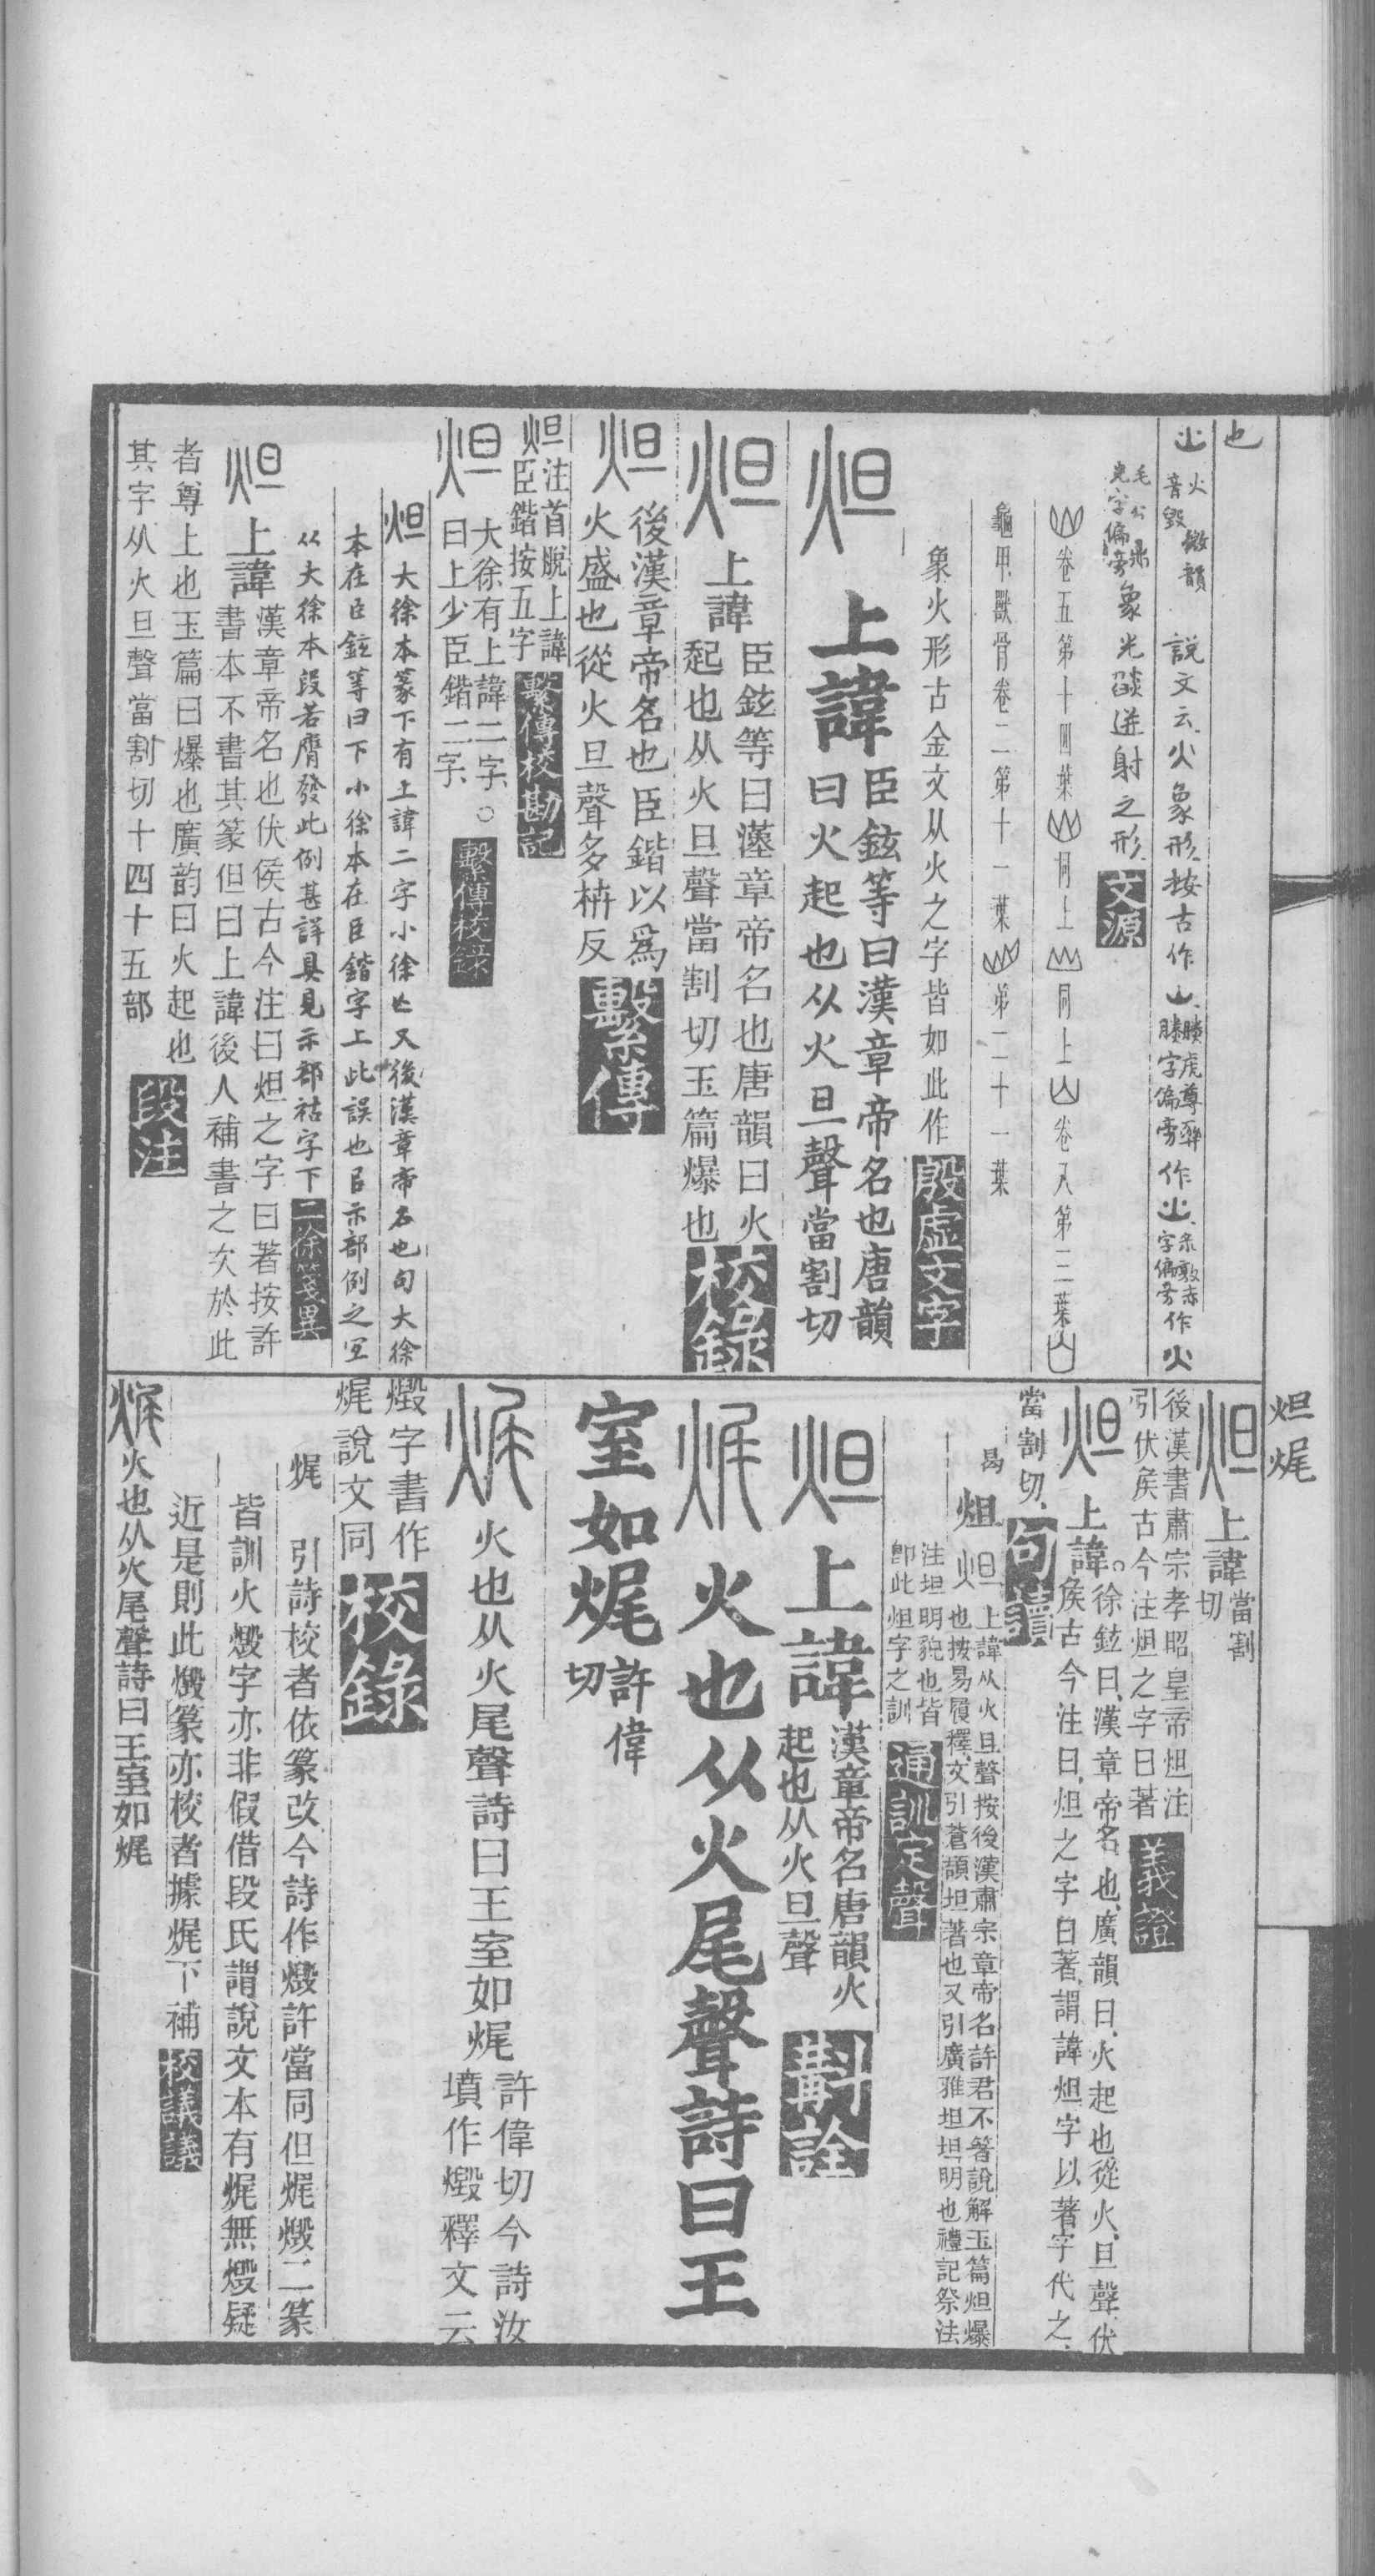 也
火音毀微韻 說文云火象形按古作 滕虎尊聯滕字偏旁作 字偏旁作火
毛公鼎光字偏旁象光燄迸射之形 文源
卷五第十四葉 同上 同上 卷八第二葉
龜甲獸骨卷二第十一葉 第二十一葉
象火形古金文从火之字皆如此作 殷虛文字
炟 上諱
臣鉉等曰漢章帝名也唐韻
曰火起也从火旦聲當割切
炟 上諱
臣鉉等曰漢章帝名也唐韻曰火
起也从火旦聲當割切玉篇爆也 校錄
炟
後漢章帝名也臣鍇以爲
火盛也從火旦聲多枿反 繫傳
炟
注首脫上諱
臣鍇按五字 繫傳校勘記
炟
大徐有上諱二字○
曰上少臣鍇二字 繫傳校錄
炟 大徐本篆下有上諱二字小徐亡又後漢章帝名也句大徐
本在臣鉉等曰下小徐本在臣鍇字上此誤也以示部例之宜
从大徐本段若膺發此例甚詳具見示部祜字下 二徐箋異
炟 上諱
漢章帝名也伏侯古今注曰炟之字曰著按許
書本不書其篆但曰上諱後人補書之次於此
者尊上也玉篇曰爆也廣韵曰火起也
其字从火旦聲當割切十四十五部 段注
炟 上諱 當割切
後漢書肅宗孝昭皇帝炟注
引伏侯古今注炟之字曰著 義證
炟 上諱。
徐鉉曰漢章帝名也廣韻曰火起也從火旦聲伏
侯古今注曰炟之字曰著謂諱炟字以著字代之
當割切 句讀
曷
炟 炟
上諱从火旦聲按後漢肅宗章帝名許君不箸說解玉篇炟爆
也按易履釋文引蒼頡坦著也又引廣雅坦坦明也禮記祭法
注坦明皃也皆
卽此炟字之訓 通訓定聲
炟 上諱
漢章帝名唐韻火
起也从火旦聲 斠詮
㷄 火也从火尾聲詩曰王
室如㷄 許偉切
㷄 火也从火尾聲詩曰王室如㷄
許偉切今詩汝
墳作燬釋文云
燬字書作
㷄說文同 校錄
㷄 引詩校者依篆改今詩作燬許當同但㷄燬二篆
皆訓火燬字亦非假借段氏謂說文本有㷄無燬疑
近是則此燬篆亦校者據㷄下補 校議議
㷄 火也从火尾聲詩曰王室如㷄
炟 㷄